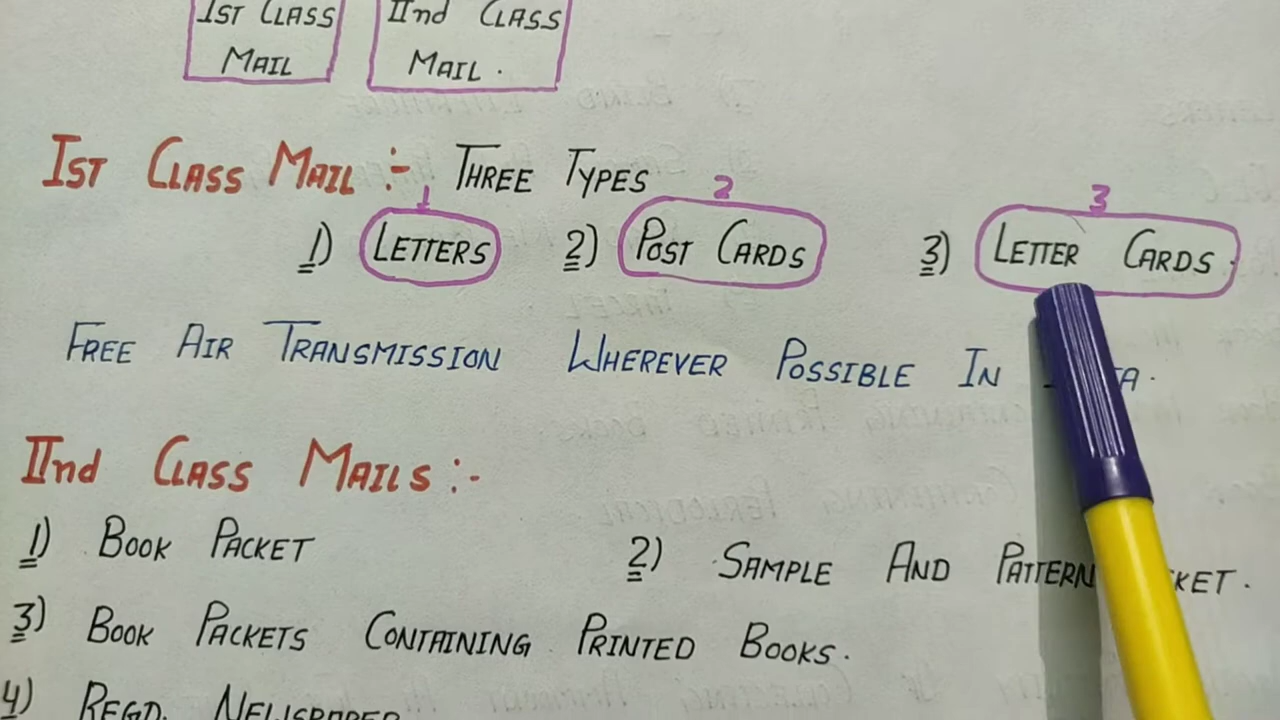 IST CLASS MAIL
IInd CLASS MAIL.
IST CLASS MAIL :- THREE TYPES
1 2 3
1) LETTERS 2) POST CARDS 3) LETTER CARDS.
FREE AIR TRANSMISSION WHEREVER POSSIBLE IN
IInd CLASS MAILS :-
1) BOOK PACKET 2) SAMPLE AND PATTERN
3) BOOK PACKETS CONTAINING PRINTED BOOKS.
4) REGD. NEWSPAPER